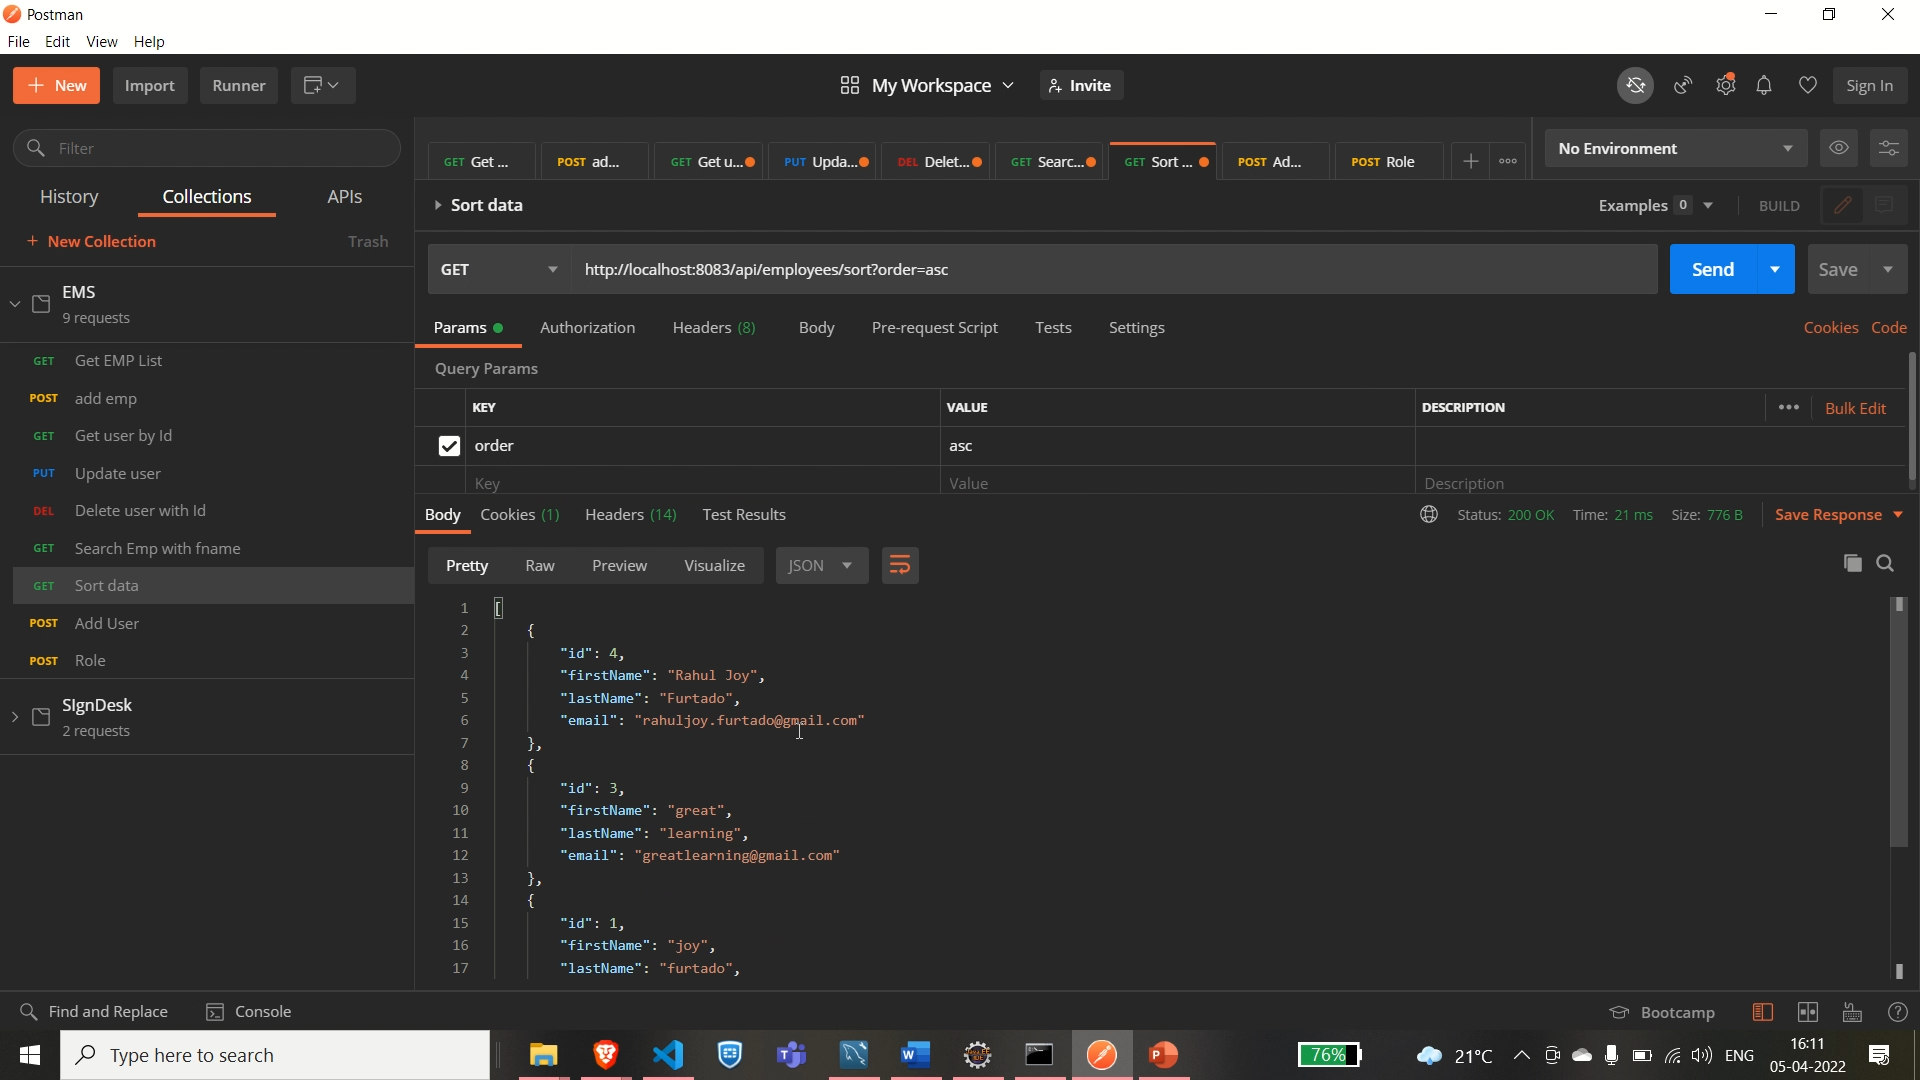 Postman
File Edit View Help
New Import Runner My Workspace Invite Sign In
Filter
GET Get ... POST ad... GET Get u... PUT Upda... DEL Delet... GET Searc... GET Sort ... POST Ad... POST Role
No Environment
History Collections APIs
Sort data Examples 0 BUILD
+ New Collection Trash
GET http://localhost:8083/api/employees/sort?order=asc Send Save
EMS
9 requests
Params Authorization Headers (8) Body Pre-request Script Tests Settings Cookies Code
GET Get EMP List
POST add emp
GET Get user by Id
PUT Update user
DEL Delete user with Id
GET Search Emp with fname
GET Sort data
POST Add User
POST Role
SIgnDesk
2 requests
Query Params
KEY VALUE DESCRIPTION Bulk Edit
order asc
Key Value Description
Body Cookies (1) Headers (14) Test Results Status: 200 OK Time: 21 ms Size: 776 B Save Response
Pretty Raw Preview Visualize JSON
1 [
2 {
3 "id": 4,
4 "firstName": "Rahul Joy",
5 "lastName": "Furtado",
6 "email": "rahuljoy.furtado@gmail.com"
7 },
8 {
9 "id": 3,
10 "firstName": "great",
11 "lastName": "learning",
12 "email": "greatlearning@gmail.com"
13 },
14 {
15 "id": 1,
16 "firstName": "joy",
17 "lastName": "furtado",
Find and Replace Console Bootcamp
Type here to search 76% 21°C ENG 16:11
05-04-2022